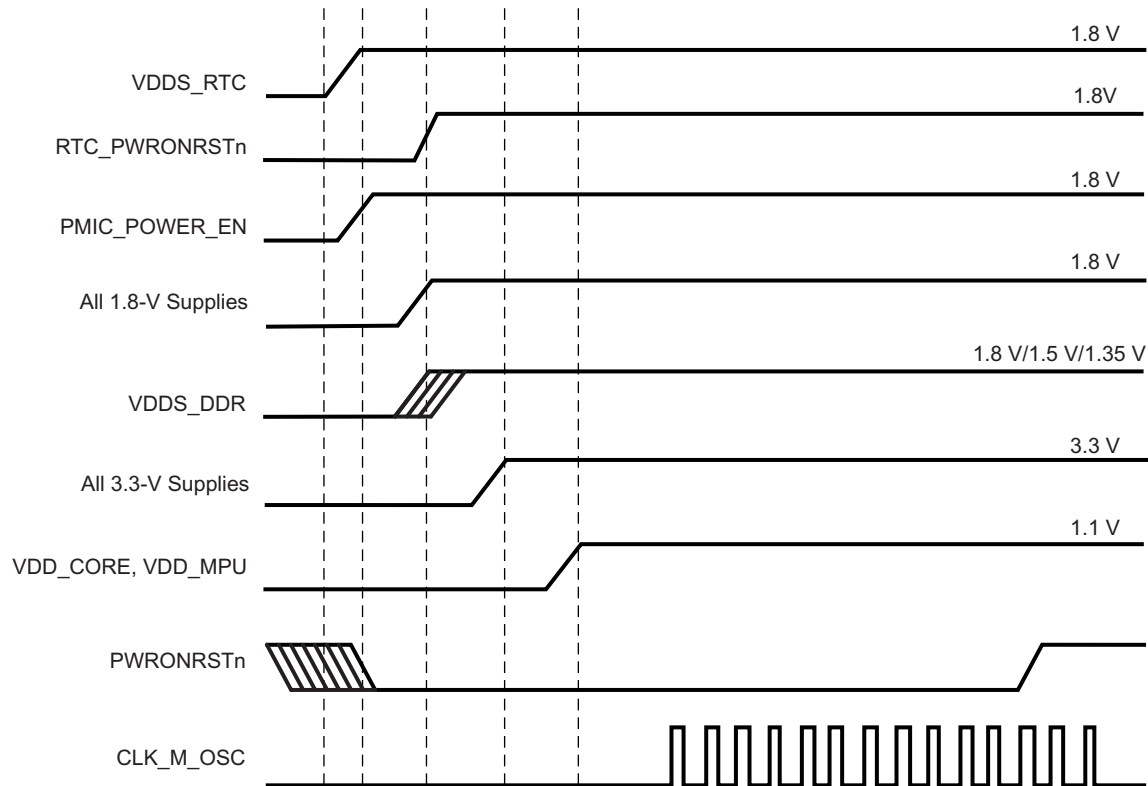 1.8 V
VDDS_RTC
1.8V
RTC_PWRONRSTn
1.8 V
PMIC_POWER_EN
1.8 V
All 1.8-V Supplies
1.8 V/1.5 V/1.35 V
VDDS_DDR
3.3 V
All 3.3-V Supplies
1.1 V
VDD_CORE, VDD_MPU
PWRONRSTn
CLK_M_OSC